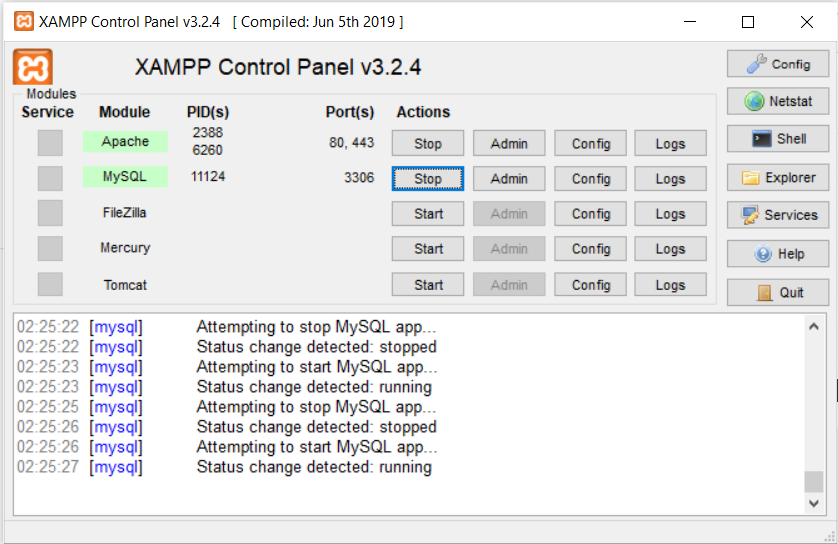 XAMPP Control Panel v3.2.4 [ Compiled: Jun 5th 2019 ]
XAMPP Control Panel v3.2.4
Config
Modules
Service Module PID(s) Port(s) Actions
Netstat
Apache 2388 6260 80, 443 Stop Admin Config Logs
Shell
MySQL 11124 3306 Stop Admin Config Logs
Explorer
FileZilla Start Admin Config Logs
Services
Mercury Start Admin Config Logs
Help
Tomcat Start Admin Config Logs
Quit
02:25:22 [mysql] Attempting to stop MySQL app...
02:25:22 [mysql] Status change detected: stopped
02:25:23 [mysql] Attempting to start MySQL app...
02:25:23 [mysql] Status change detected: running
02:25:25 [mysql] Attempting to stop MySQL app...
02:25:26 [mysql] Status change detected: stopped
02:25:26 [mysql] Attempting to start MySQL app...
02:25:27 [mysql] Status change detected: running